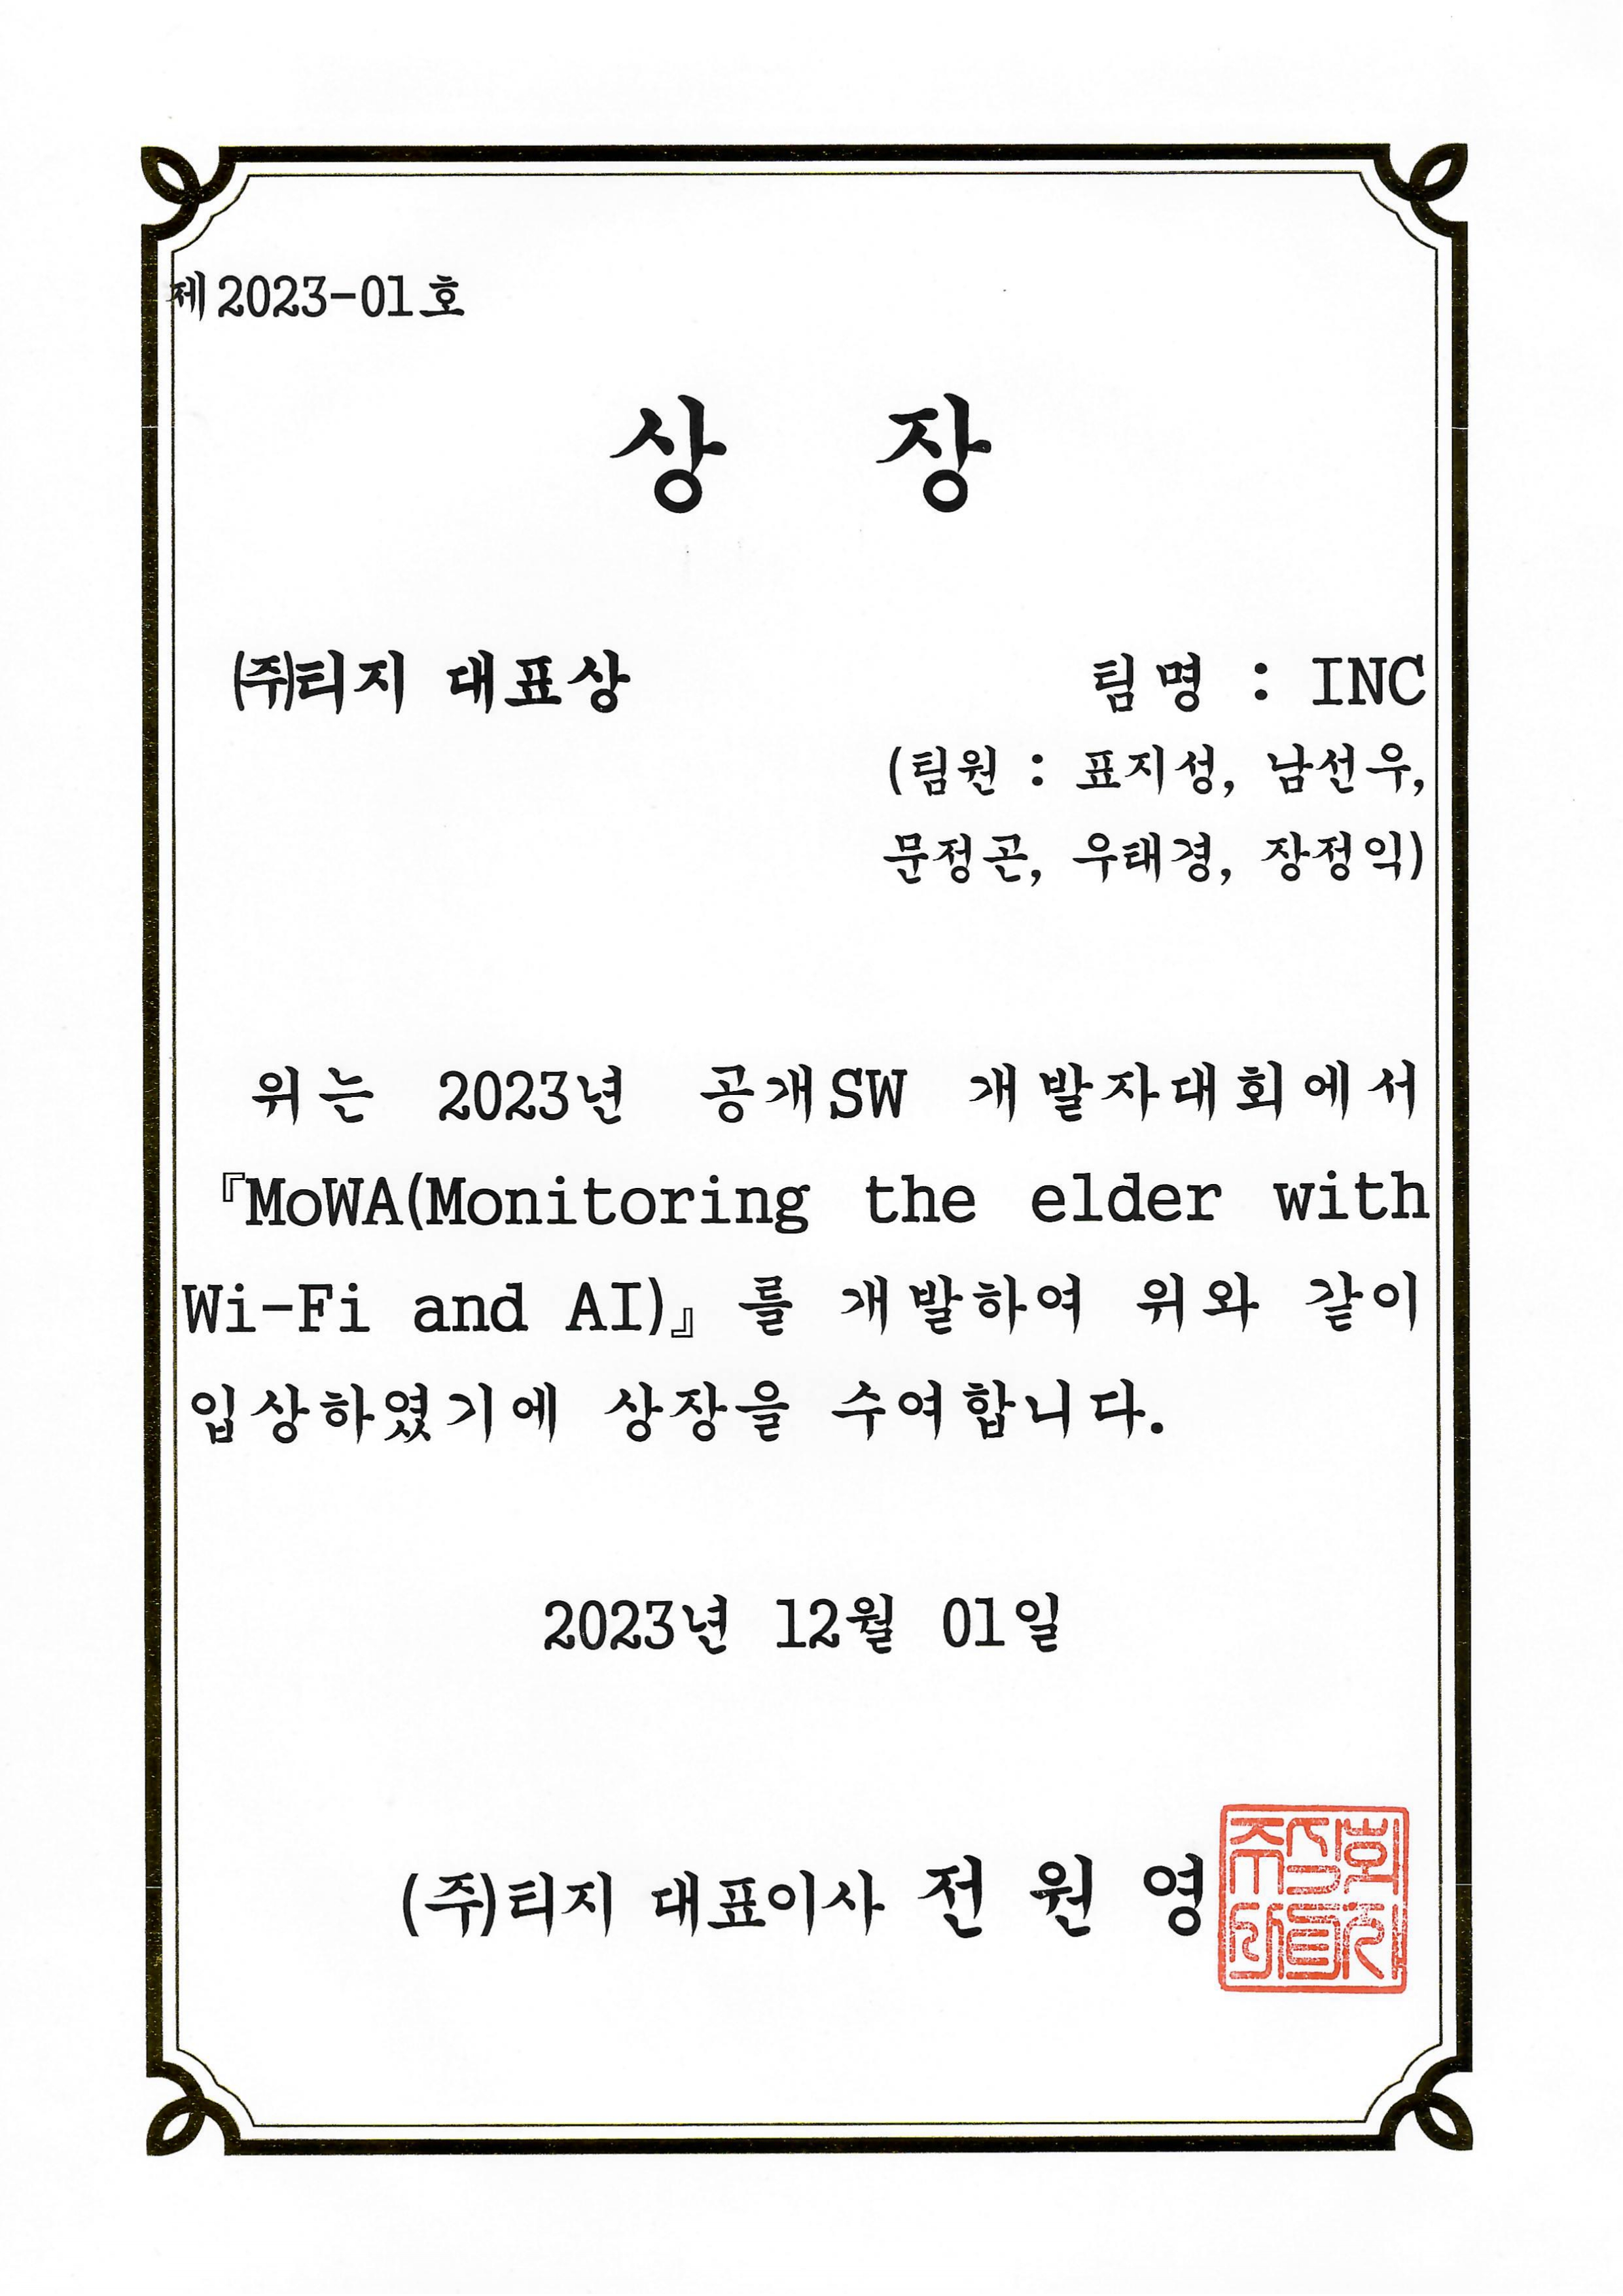 제2023-01호
상 장
㈜티지 대표상
팀명 : INC
(팀원 : 표지성, 남선우,
문정곤, 우태경, 장정익)
위는 2023년 공개SW 개발자대회에서
『MoWA(Monitoring the elder with
Wi-Fi and AI)』를 개발하여 위와 같이
입상하였기에 상장을 수여합니다.
2023년 12월 01일
(주)티지 대표이사 전 원 영